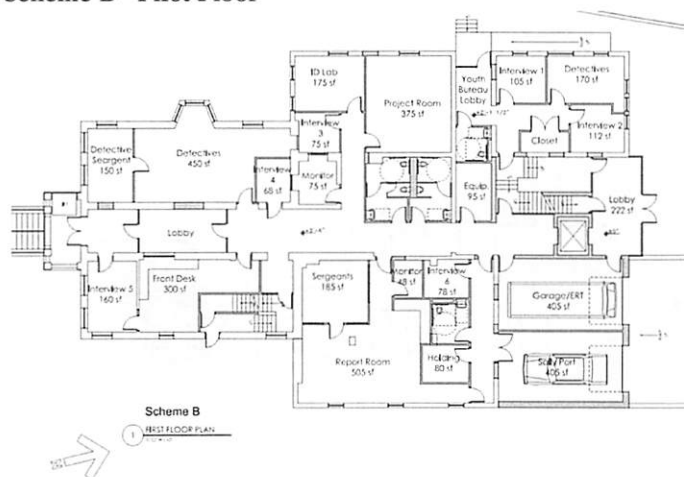 Scheme B - First Floor
ID Lab
175 sf
Project Room
375 sf
Youth
Bureau
Lobby
Interview 1
105 sf
Detectives
170 sf
Interview
3
75 sf
Closet
Interview 2
112 sf
Detective
Seargent
150 sf
Detectives
450 sf
Interview
4
68 sf
Monitor
75 sf
Equip.
95 sf
Lobby
222 sf
Lobby
Interview 5
160 sf
Front Desk
300 sf
Sergeants
185 sf
Monitor
48 sf
Interview
6
78 sf
Garage/ERT
405 sf
Report Room
505 sf
Holding
80 sf
Sally Port
405 sf
Scheme B
1
FIRST FLOOR PLAN